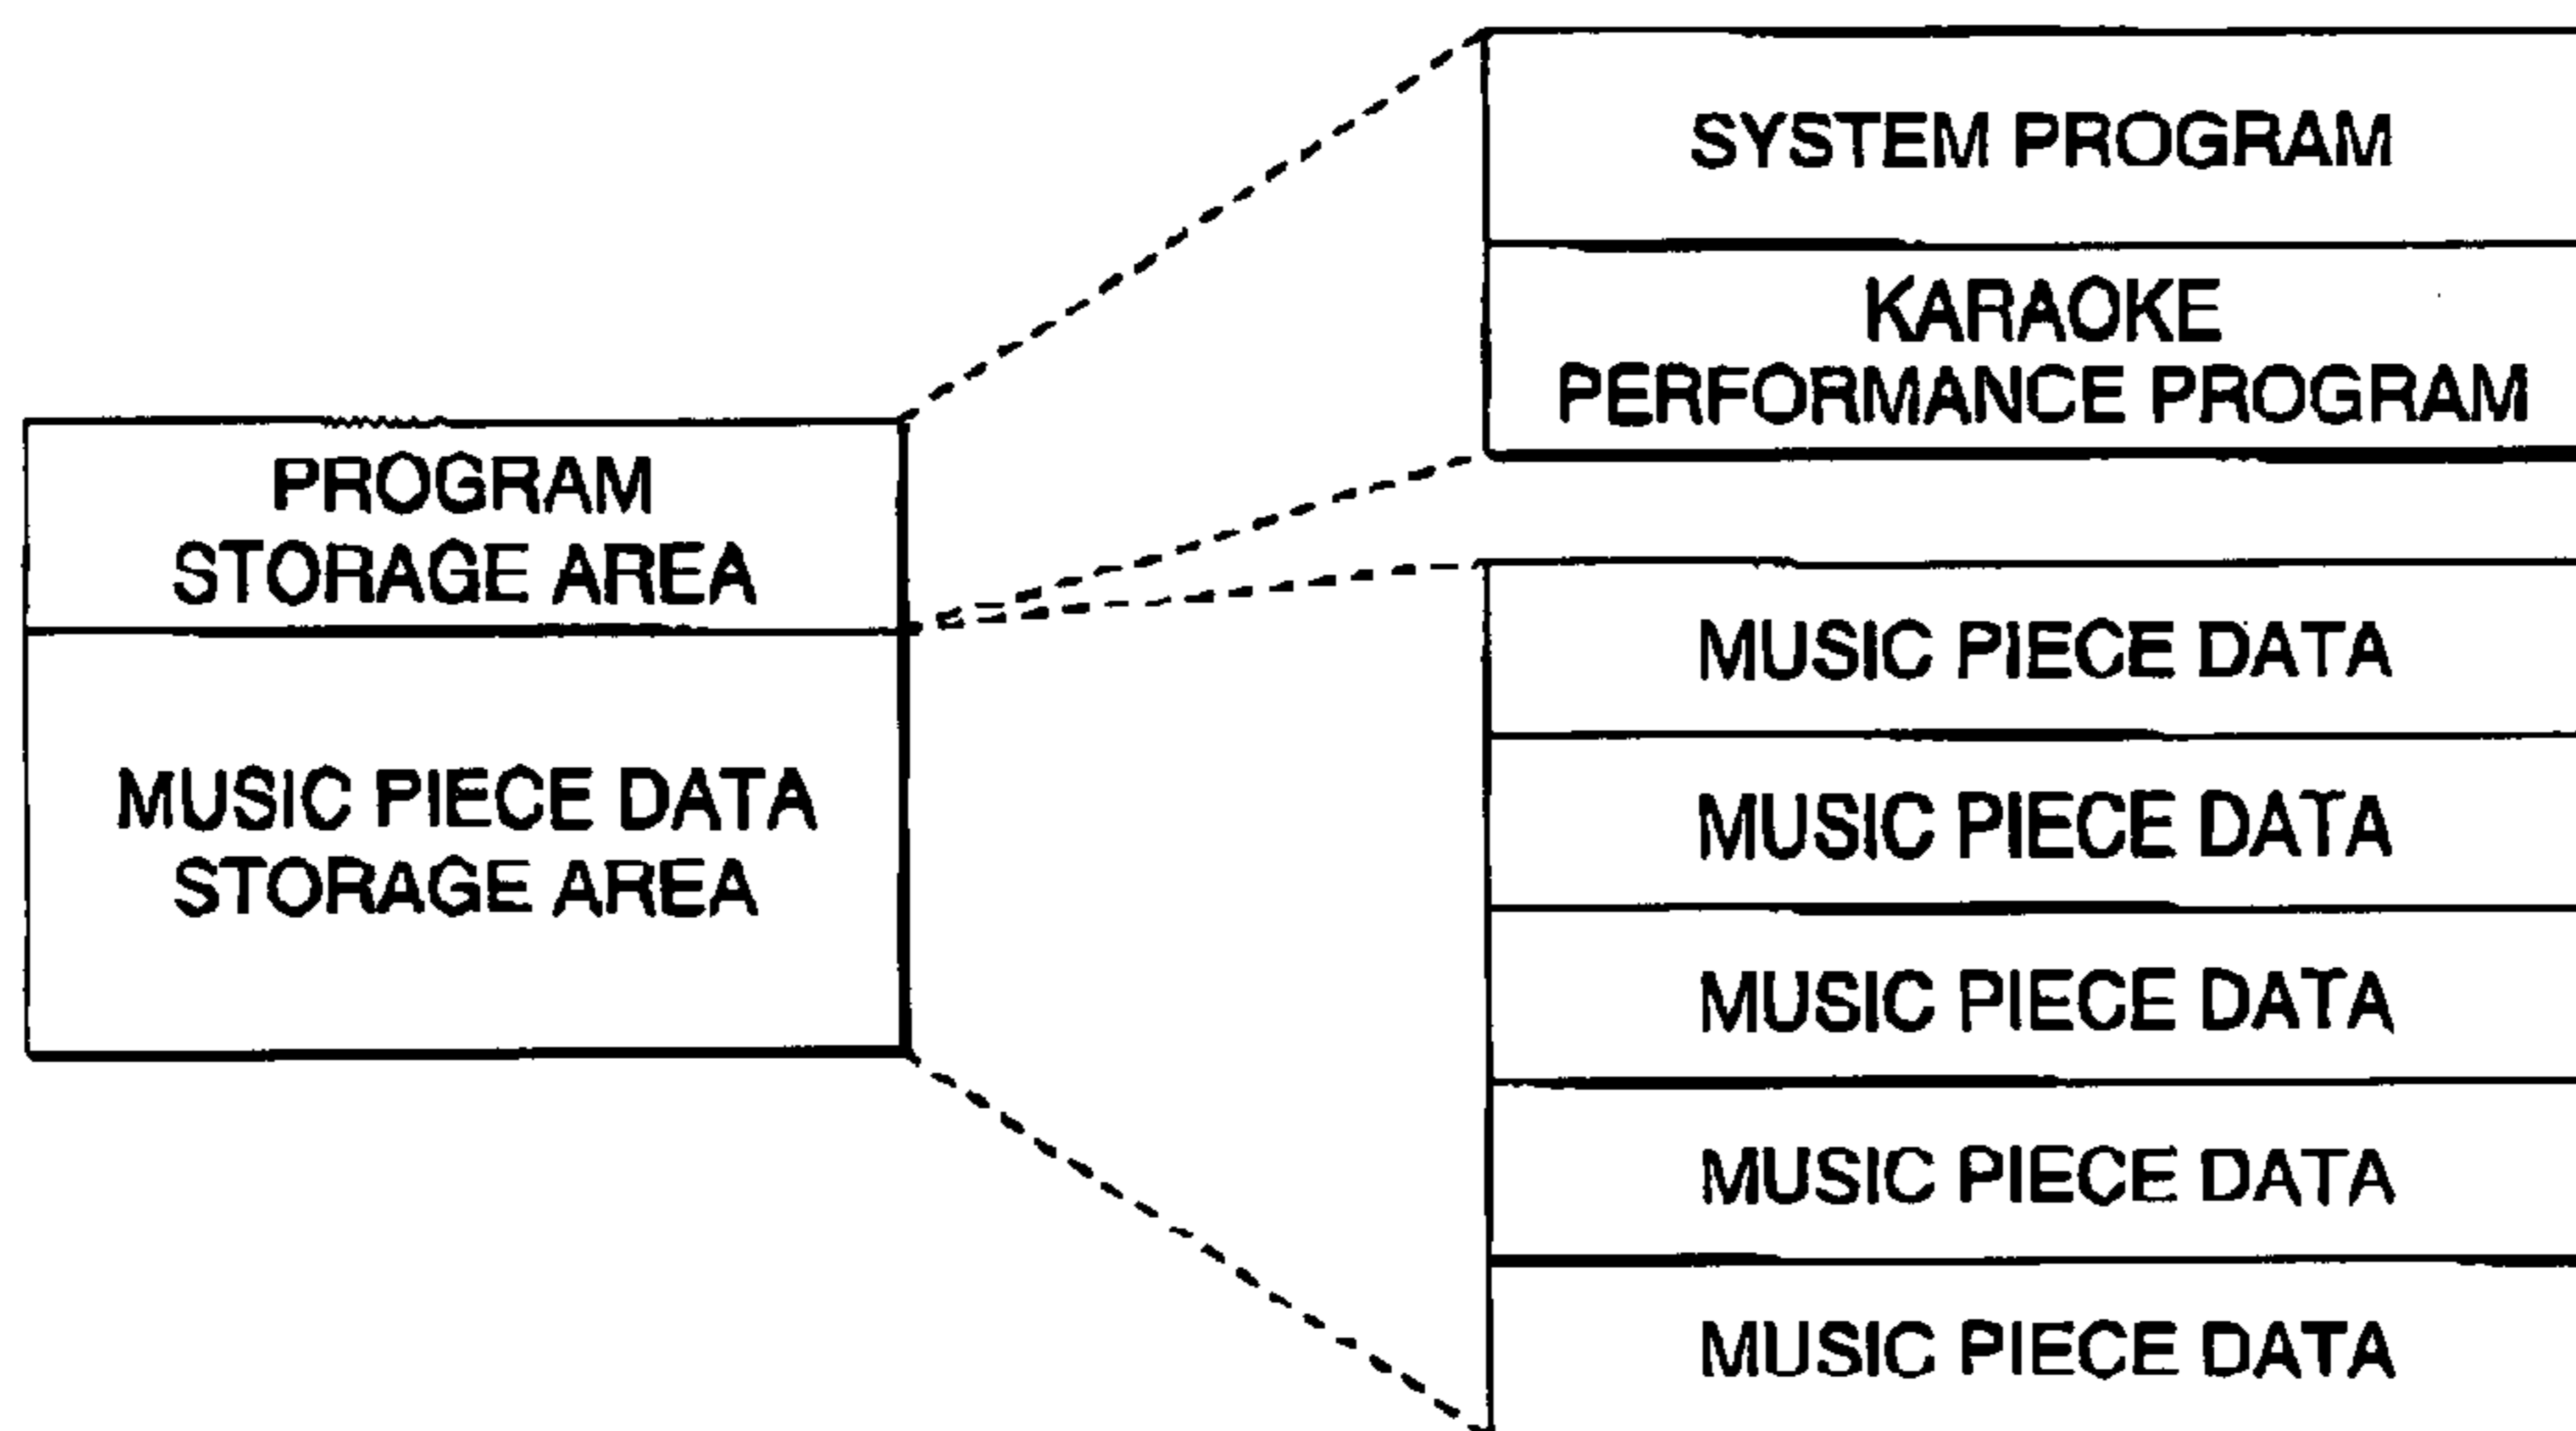 PROGRAM
STORAGE AREA
MUSIC PIECE DATA
STORAGE AREA
SYSTEM PROGRAM
KARAOKE
PERFORMANCE PROGRAM
MUSIC PIECE DATA
MUSIC PIECE DATA
MUSIC PIECE DATA
MUSIC PIECE DATA
MUSIC PIECE DATA